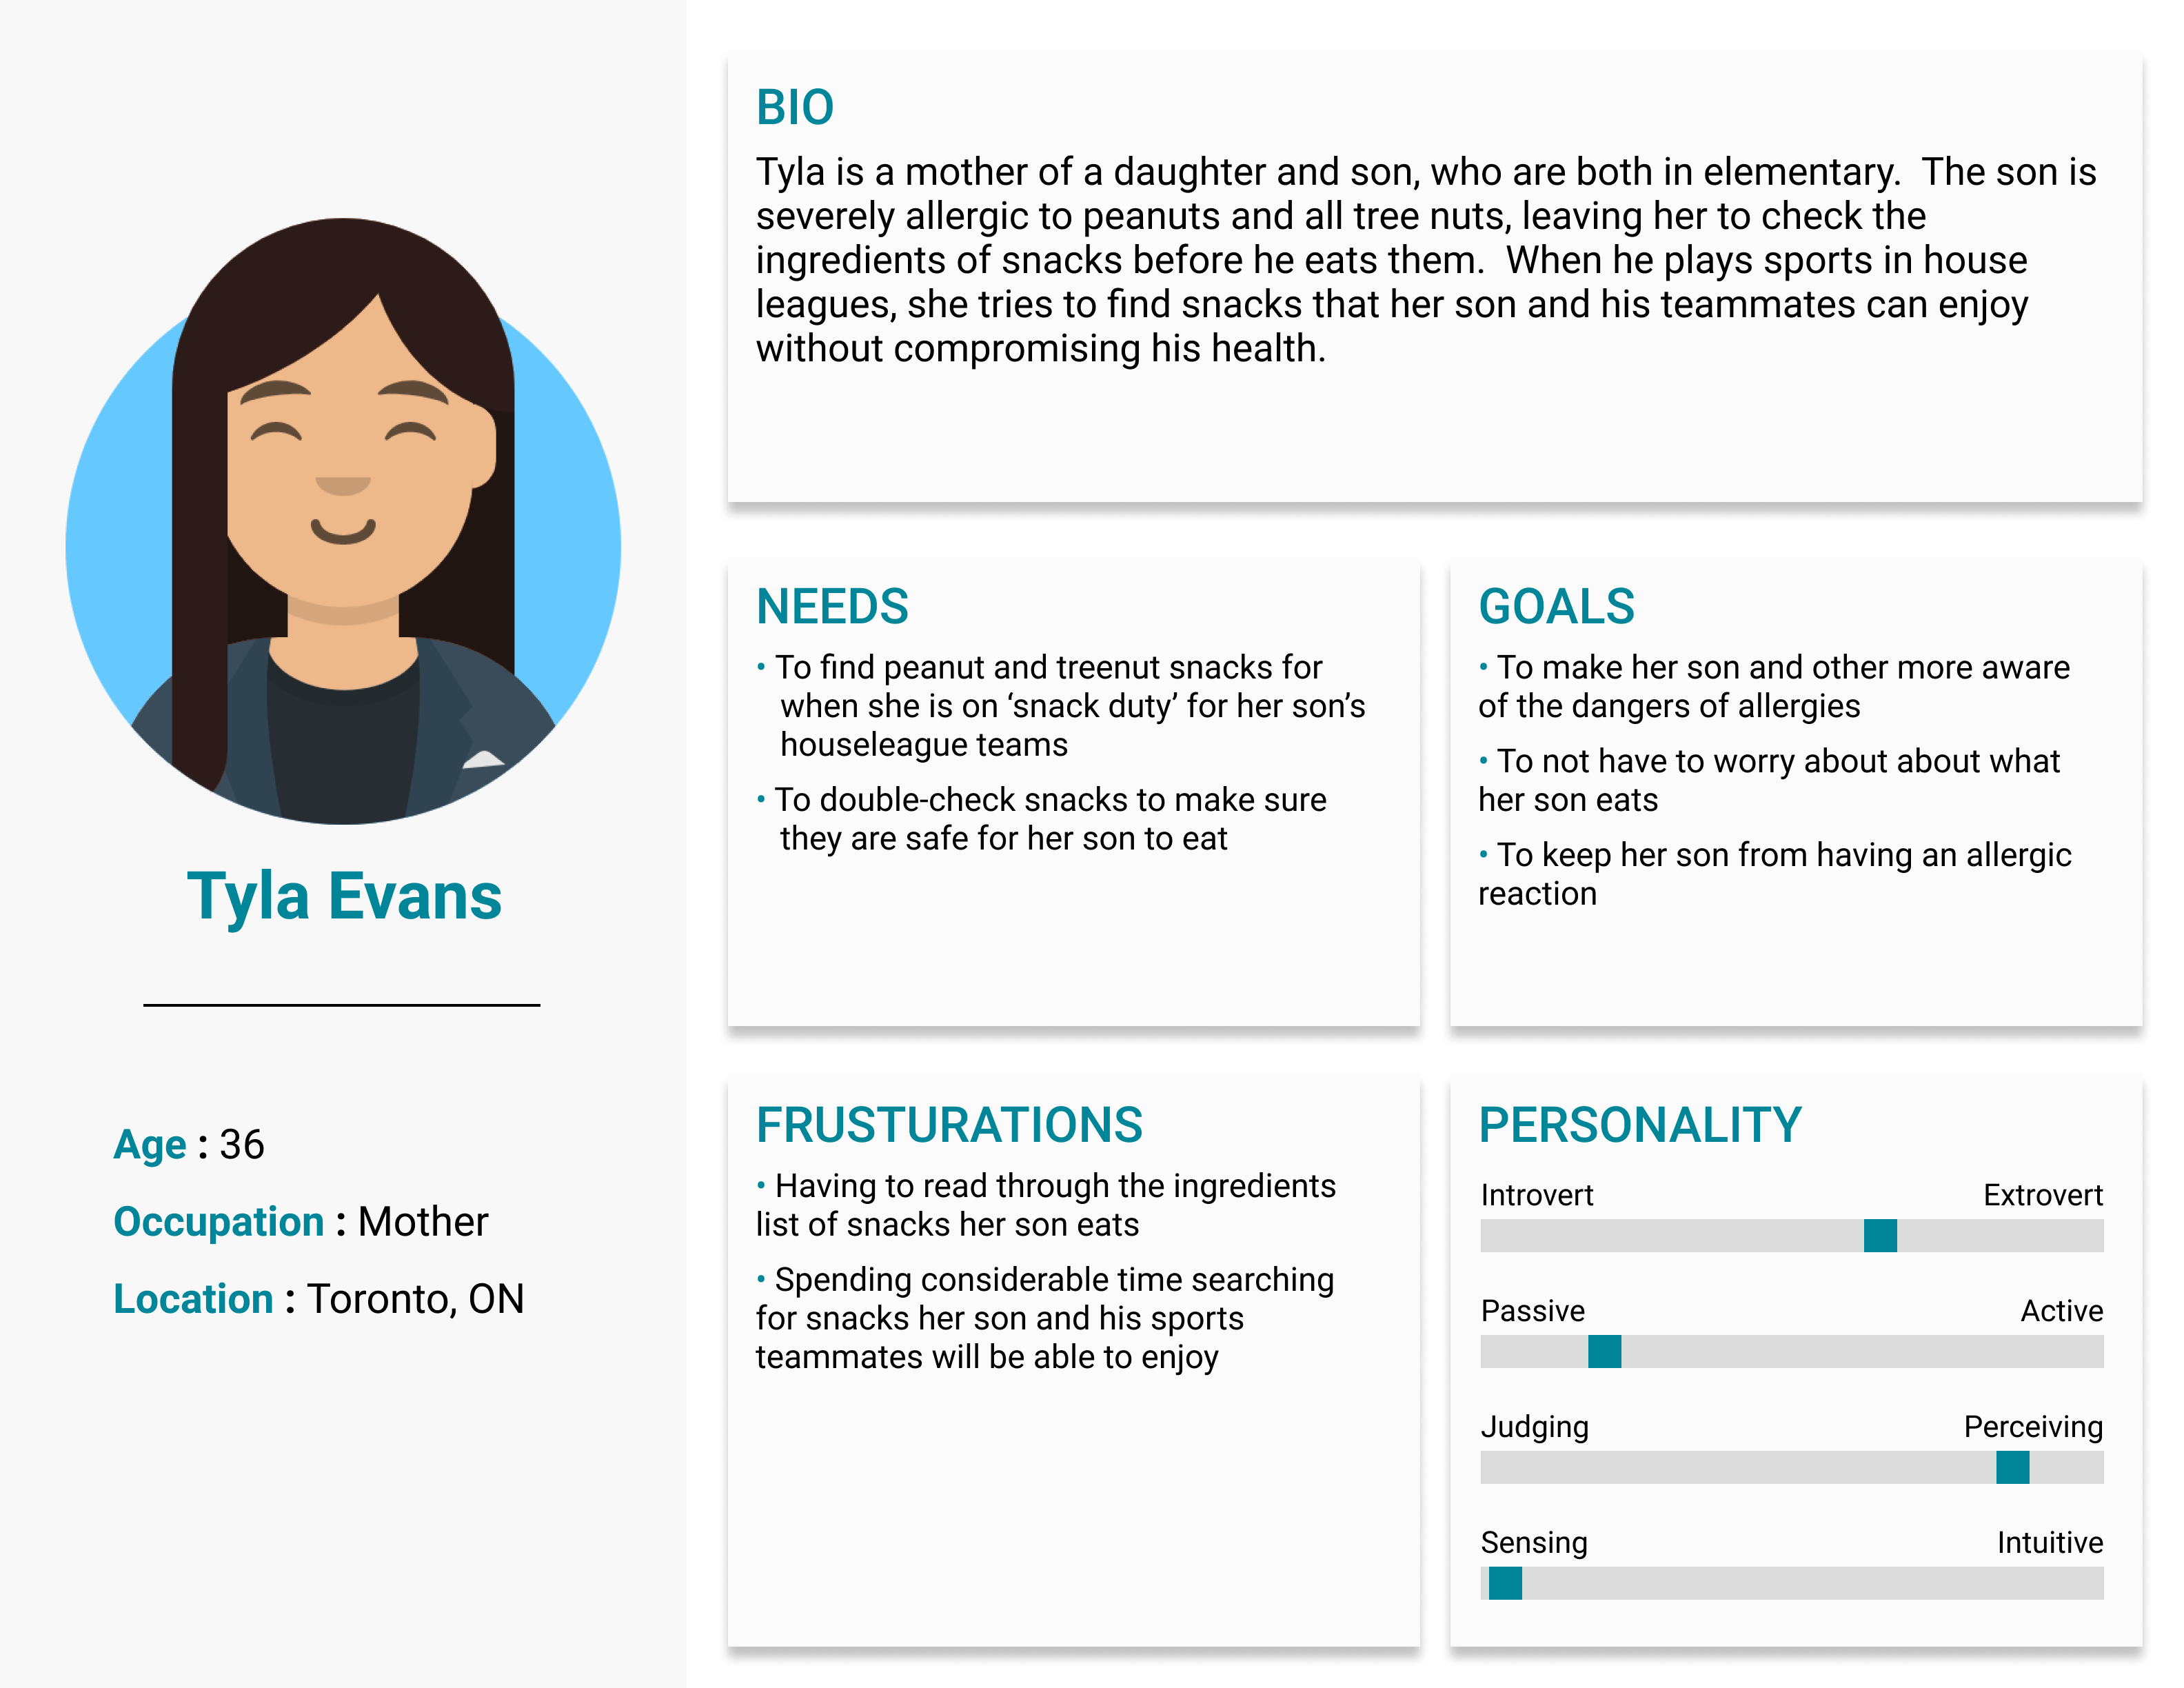 Tyla Evans
Age : 36
Occupation : Mother
Location : Toronto, ON
BIO
Tyla is a mother of a daughter and son, who are both in elementary.  The son is
severely allergic to peanuts and all tree nuts, leaving her to check the
ingredients of snacks before he eats them.  When he plays sports in house
leagues, she tries to find snacks that her son and his teammates can enjoy
without compromising his health.
NEEDS
• To find peanut and treenut snacks for
when she is on ‘snack duty’ for her son’s
houseleague teams
• To double-check snacks to make sure
they are safe for her son to eat
GOALS
• To make her son and other more aware
of the dangers of allergies
• To not have to worry about about what
her son eats
• To keep her son from having an allergic
reaction
FRUSTURATIONS
• Having to read through the ingredients
list of snacks her son eats
• Spending considerable time searching
for snacks her son and his sports
teammates will be able to enjoy
PERSONALITY
Introvert Extrovert
Passive Active
Judging Perceiving
Sensing Intuitive